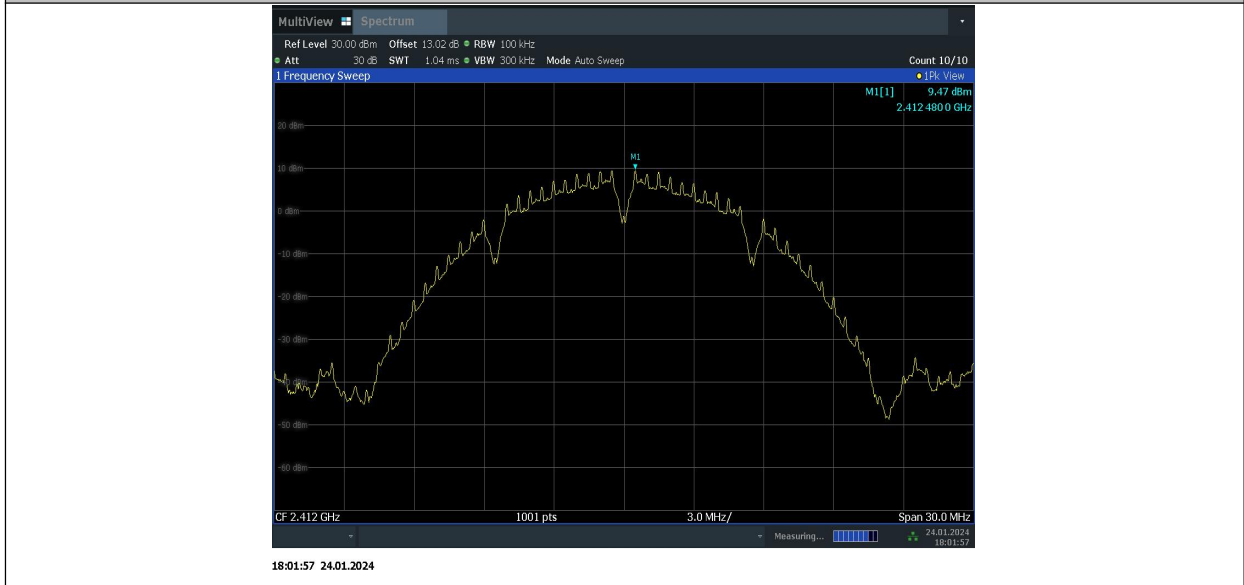 MultiView Spectrum
Ref Level 30.00 dBm Offset 13.02 dB RBW 100 kHz
Att 30 dB SWT 1.04 ms VBW 300 kHz Mode Auto Sweep Count 10/10
1 Frequency Sweep 1Pk View
M1[1] 9.47 dBm
2.412 480 0 GHz
20 dBm
M1
10 dBm
0 dBm
-10 dBm
-20 dBm
-30 dBm
-50 dBm
-60 dBm
CF 2.412 GHz 1001 pts 3.0 MHz/ Span 30.0 MHz
Measuring... 24.01.2024
18:01:57
18:01:57 24.01.2024